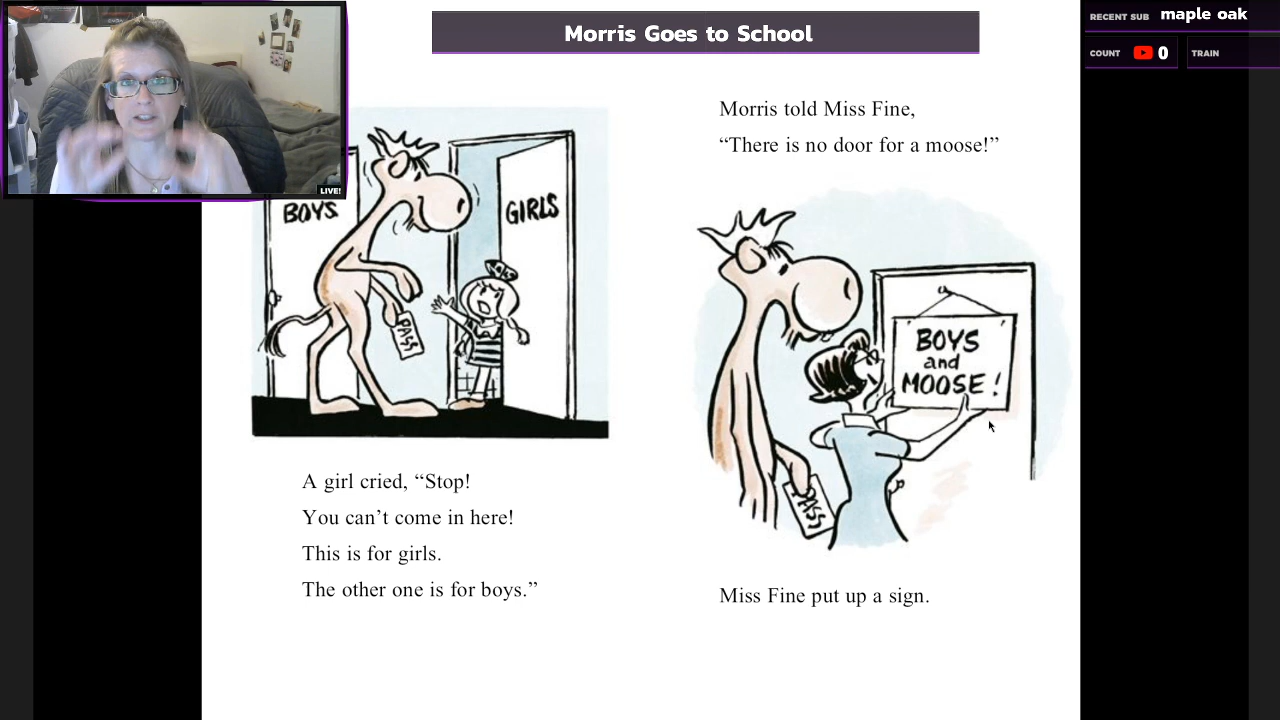 Morris Goes to School
RECENT SUB maple oak
COUNT 0 TRAIN
LIVE!
BOYS
GIRLS
PASS
A girl cried, “Stop!
You can’t come in here!
This is for girls.
The other one is for boys.”
Morris told Miss Fine,
“There is no door for a moose!”
BOYS
and
MOOSE!
PASS
Miss Fine put up a sign.